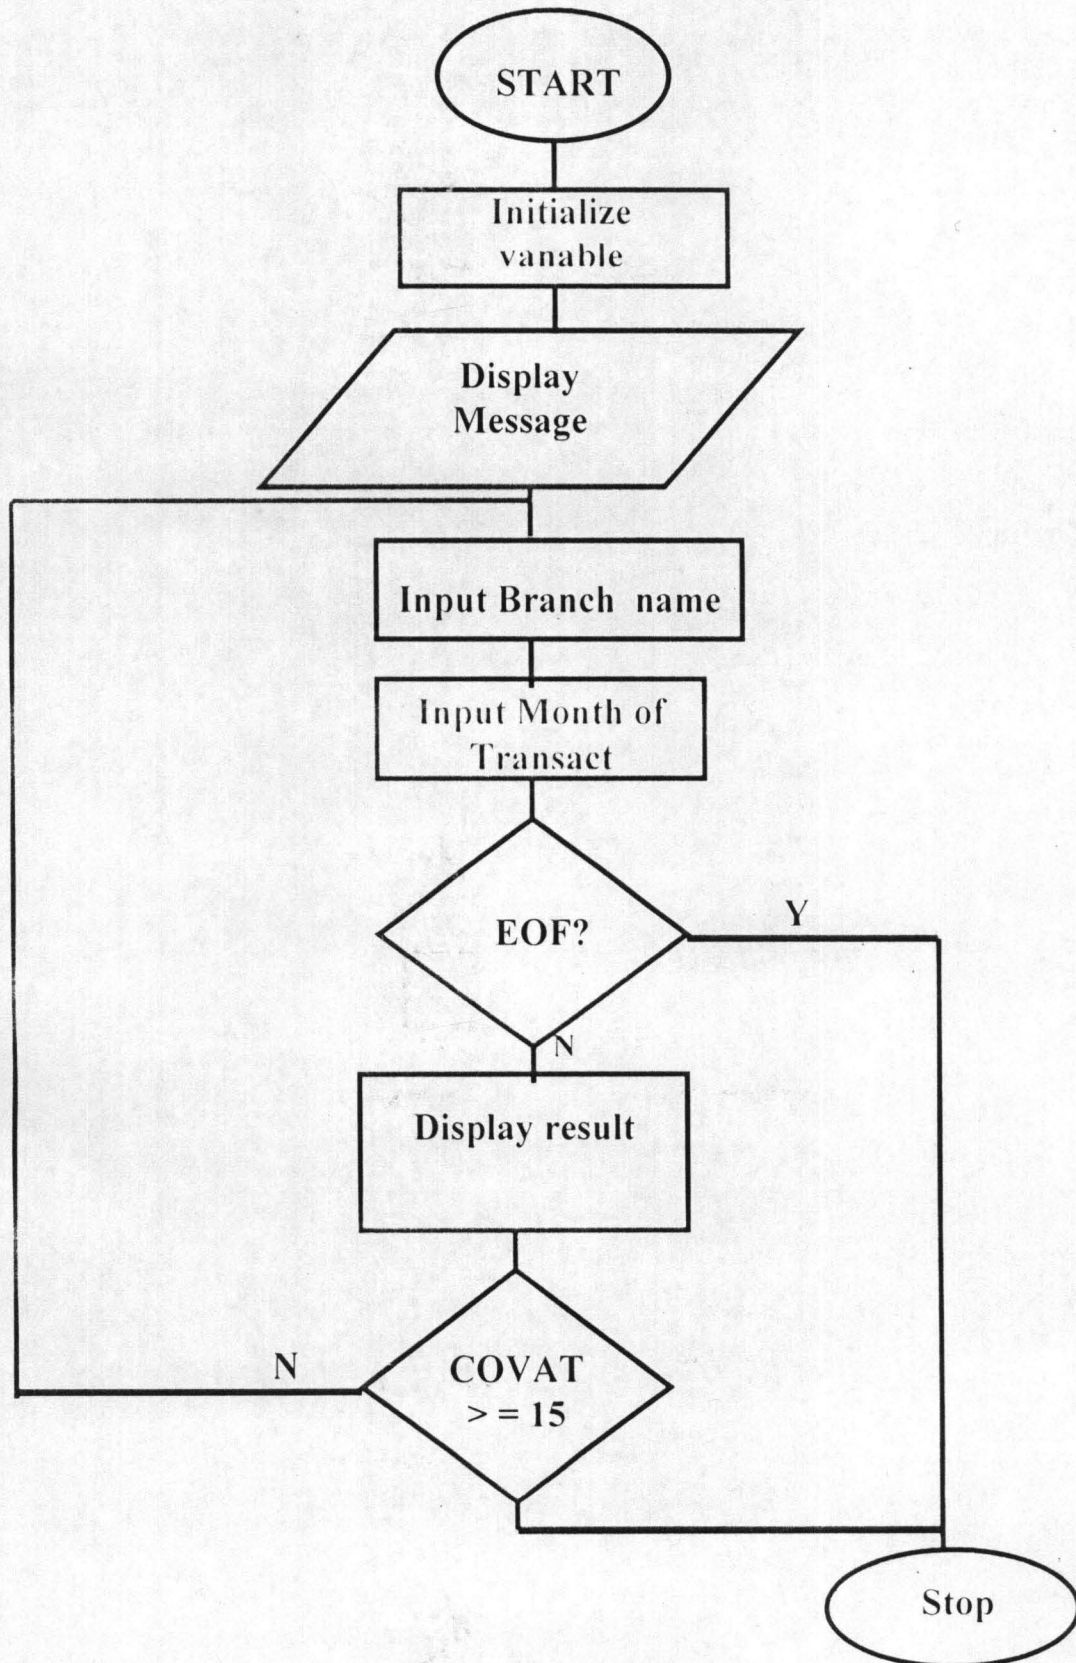 START
Initialize
vanable
Display
Message
Input Branch name
Input Month of
Transact
EOF?
Y
N
Display result
N
COVAT
> = 15
Stop